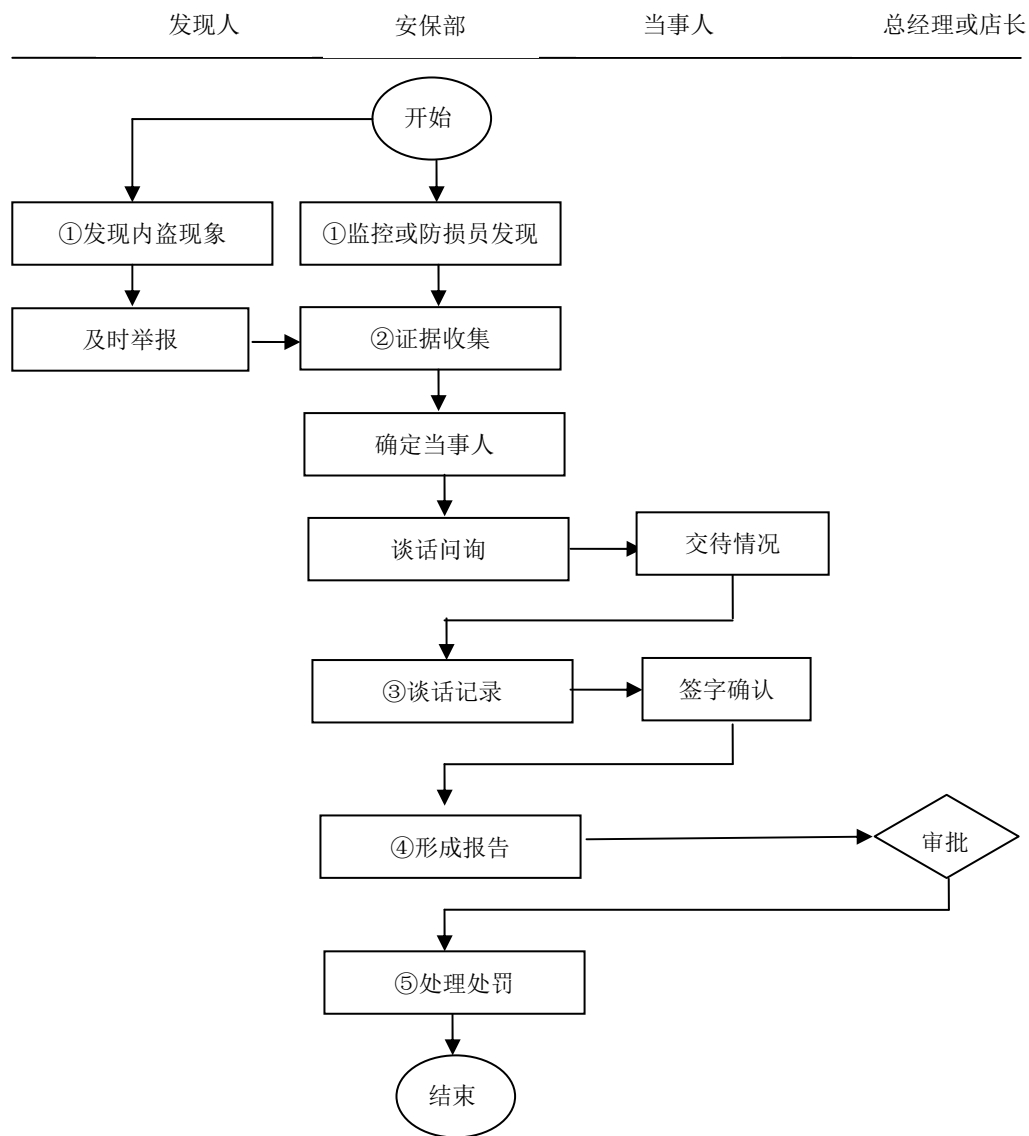 发现人 安保部 当事人 总经理或店长
开始
①发现内盗现象 ①监控或防损员发现
及时举报 ②证据收集
确定当事人
谈话问询 交待情况
③谈话记录 签字确认
④形成报告 审批
⑤处理处罚
结束